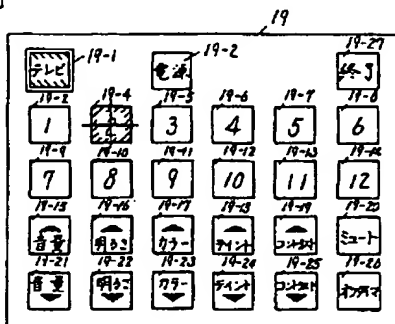 19
テレビ 19-1 電源 19-2 19-27 終了
19-3 19-4 19-5 19-6 19-7 19-8
1 3 4 5 6
19-9 19-10 19-11 19-12 19-13 19-14
7 8 9 10 11 12
19-15 19-16 19-17 19-18 19-19 19-20
音量 明るさ カラー テイント コントラスト ミュート
19-21 19-22 19-23 19-24 19-25 19-26
音量 明るさ カラー テイント コントラスト オンタイマ